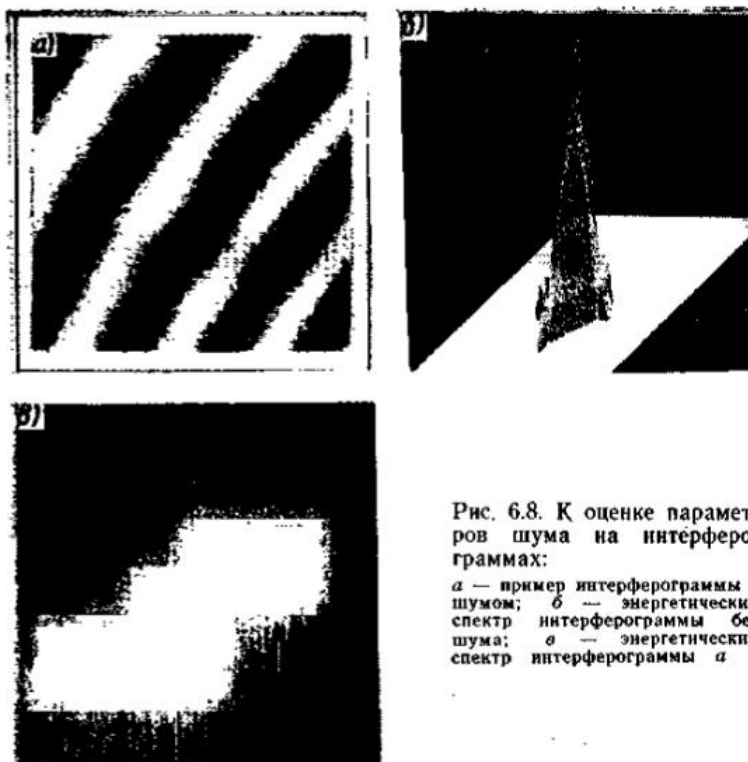 а)
б)
в)
Рис. 6.8. К оценке парамет-
ров шума на интерферо-
граммах:
а — пример интерферограммы
шумом; б — энергетически
спектр интерферограммы бе
шума; в — энергетически
спектр интерферограммы а